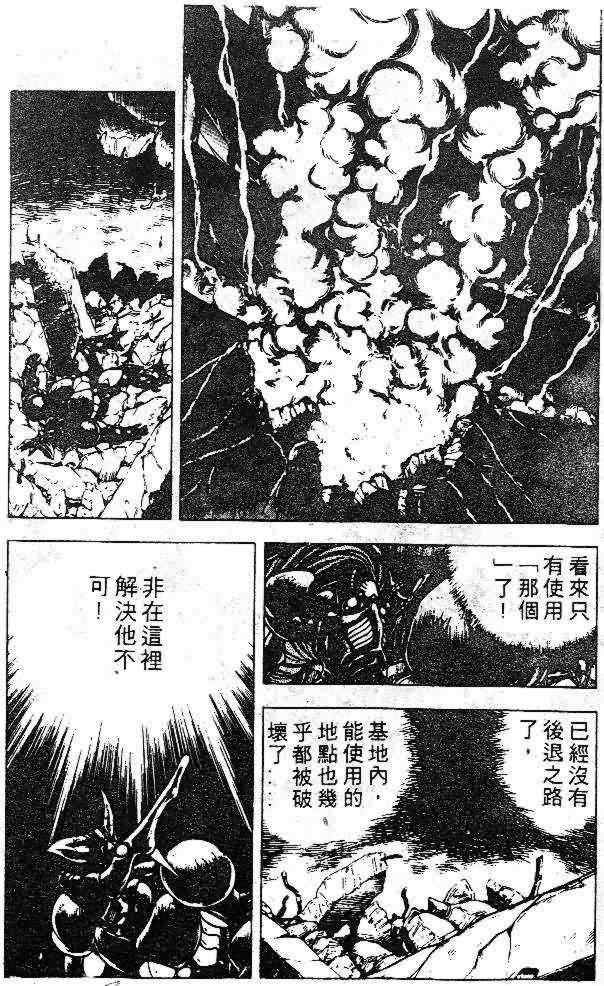 看來只
有使用
「那個
」了！
已經沒有
後退之路
了，
基地內，
能使用的
地點也幾
乎都被破
壞了……
非在這裡
解決他不
可！